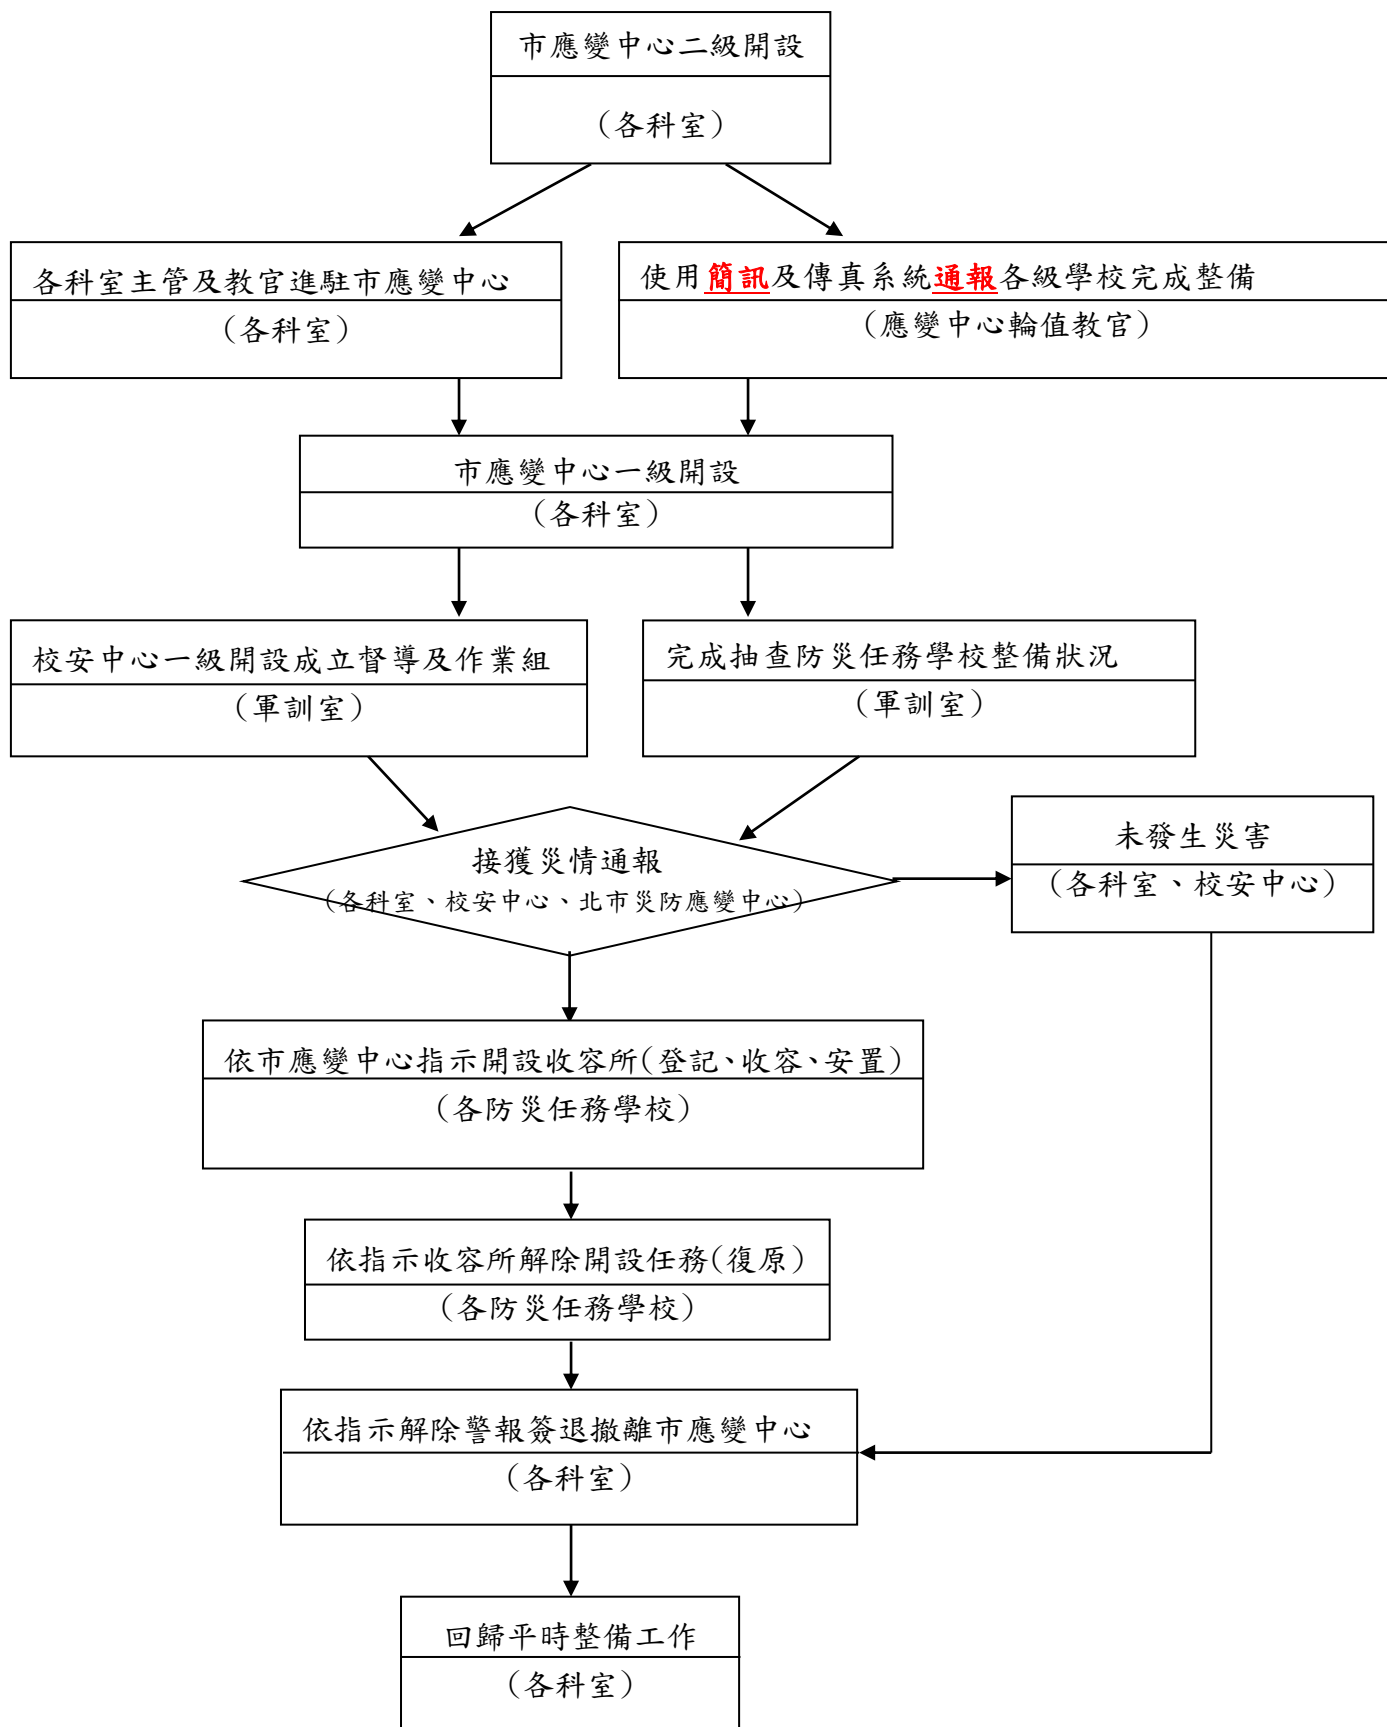 市應變中心二級開設
（各科室）
各科室主管及教官進駐市應變中心
（各科室）
使用簡訊及傳真系統通報各級學校完成整備
（應變中心輪值教官）
市應變中心一級開設
（各科室）
校安中心一級開設成立督導及作業組
（軍訓室）
完成抽查防災任務學校整備狀況
（軍訓室）
接獲災情通報
（各科室、校安中心、北市災防應變中心）
未發生災害
（各科室、校安中心）
依市應變中心指示開設收容所(登記、收容、安置)
（各防災任務學校）
依指示收容所解除開設任務(復原)
（各防災任務學校）
依指示解除警報簽退撤離市應變中心
（各科室）
回歸平時整備工作
（各科室）